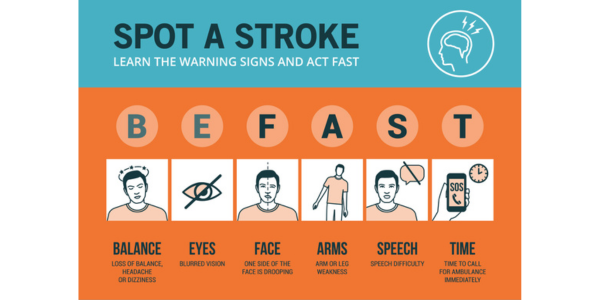 SPOT A STROKE
LEARN THE WARNING SIGNS AND ACT FAST
B E F A S T
SOS
BALANCE
LOSS OF BALANCE,
HEADACHE
OR DIZZINESS
EYES
BLURRED VISION
FACE
ONE SIDE OF
THE FACE IS DROOPING
ARMS
ARM OR LEG
WEAKNESS
SPEECH
SPEECH DIFFICULTY
TIME
TIME TO CALL
FOR AMBULANCE
IMMEDIATELY